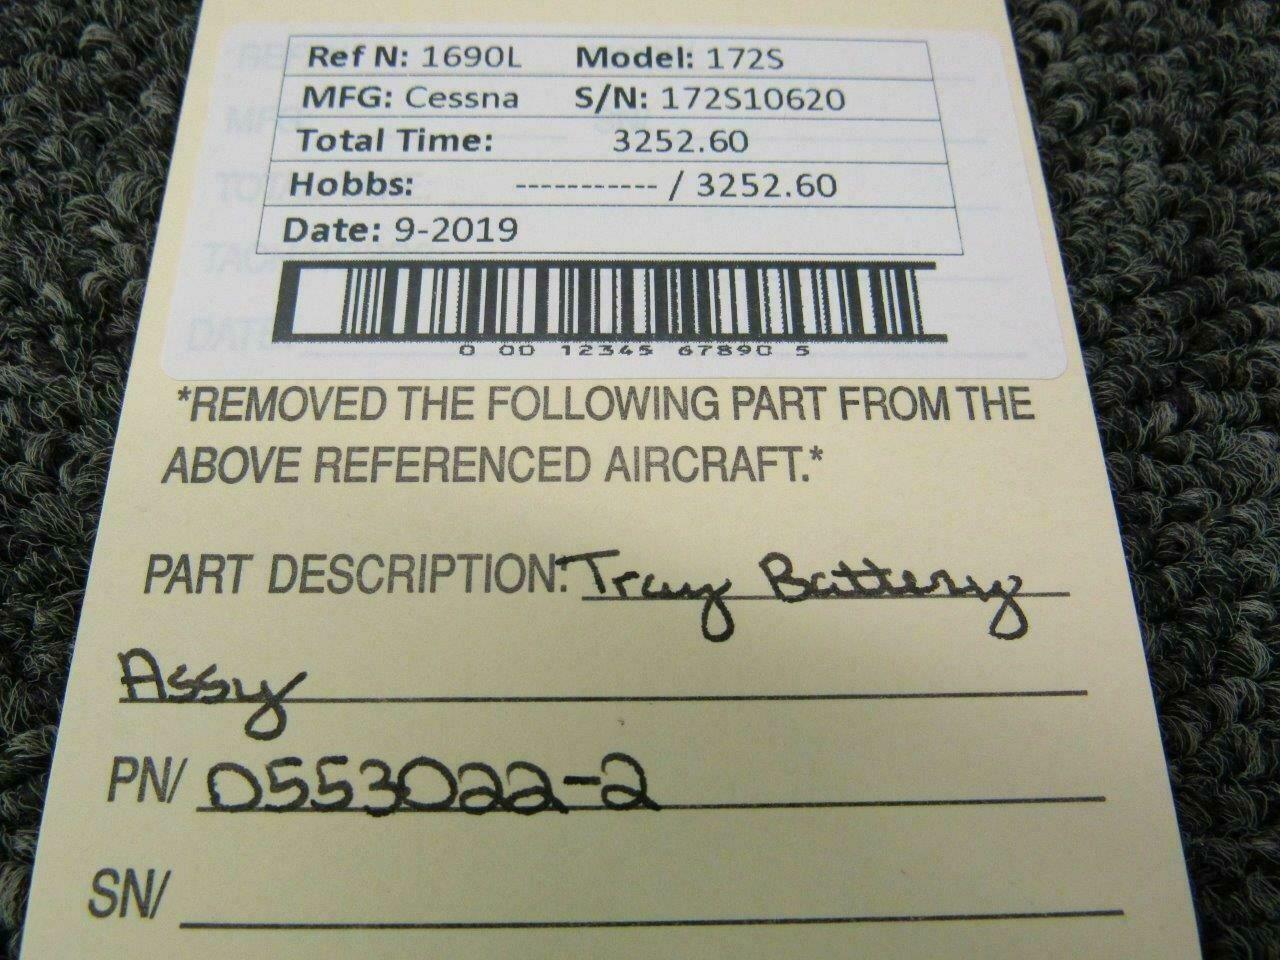 Ref N: 1690L Model: 172S
MFG: Cessna S/N: 172S10620
Total Time: 3252.60
Hobbs: ----------- / 3252.60
Date: 9-2019
0 00 12345 67890 5
*REMOVED THE FOLLOWING PART FROM THE
ABOVE REFERENCED AIRCRAFT.*
PART DESCRIPTION: Tray Battery
Assy
PN/ 0553022-2
SN/